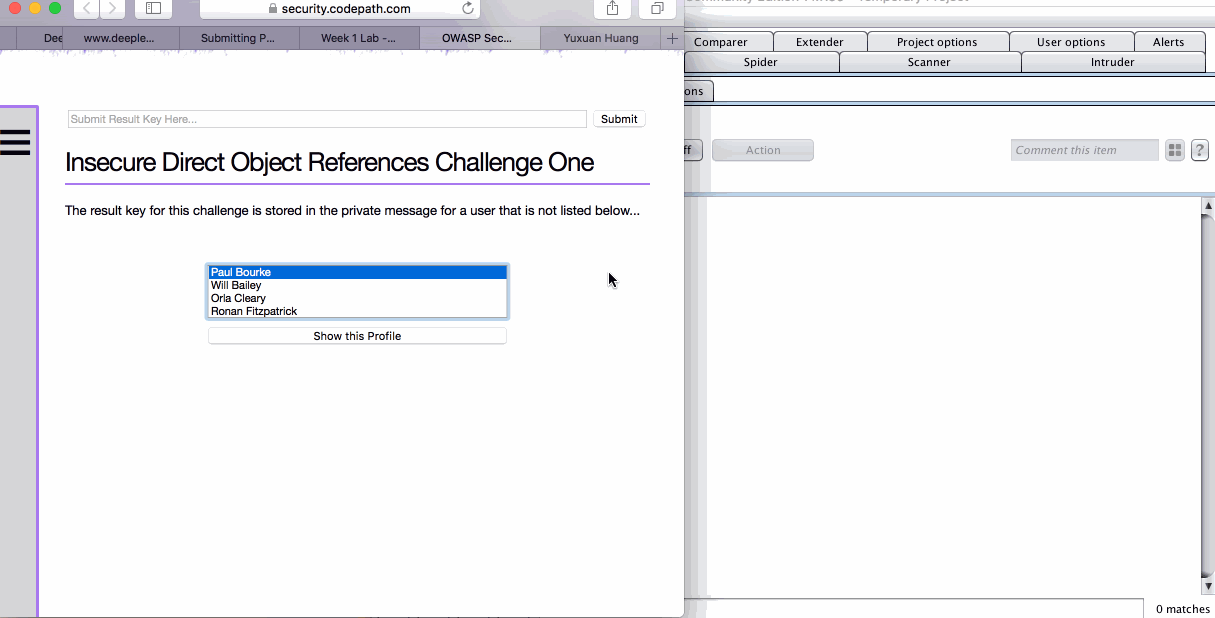 security.codepath.com
Dee
www.deeple...
Submitting P...
Week 1 Lab -...
OWASP Sec...
Yuxuan Huang
Submit Result Key Here...
Submit
Insecure Direct Object References Challenge One
The result key for this challenge is stored in the private message for a user that is not listed below...
Paul Bourke
Will Bailey
Orla Cleary
Ronan Fitzpatrick
Show this Profile
Comparer
Extender
Project options
User options
Alerts
Spider
Scanner
Intruder
ons
ff
Action
Comment this item
?
0 matches